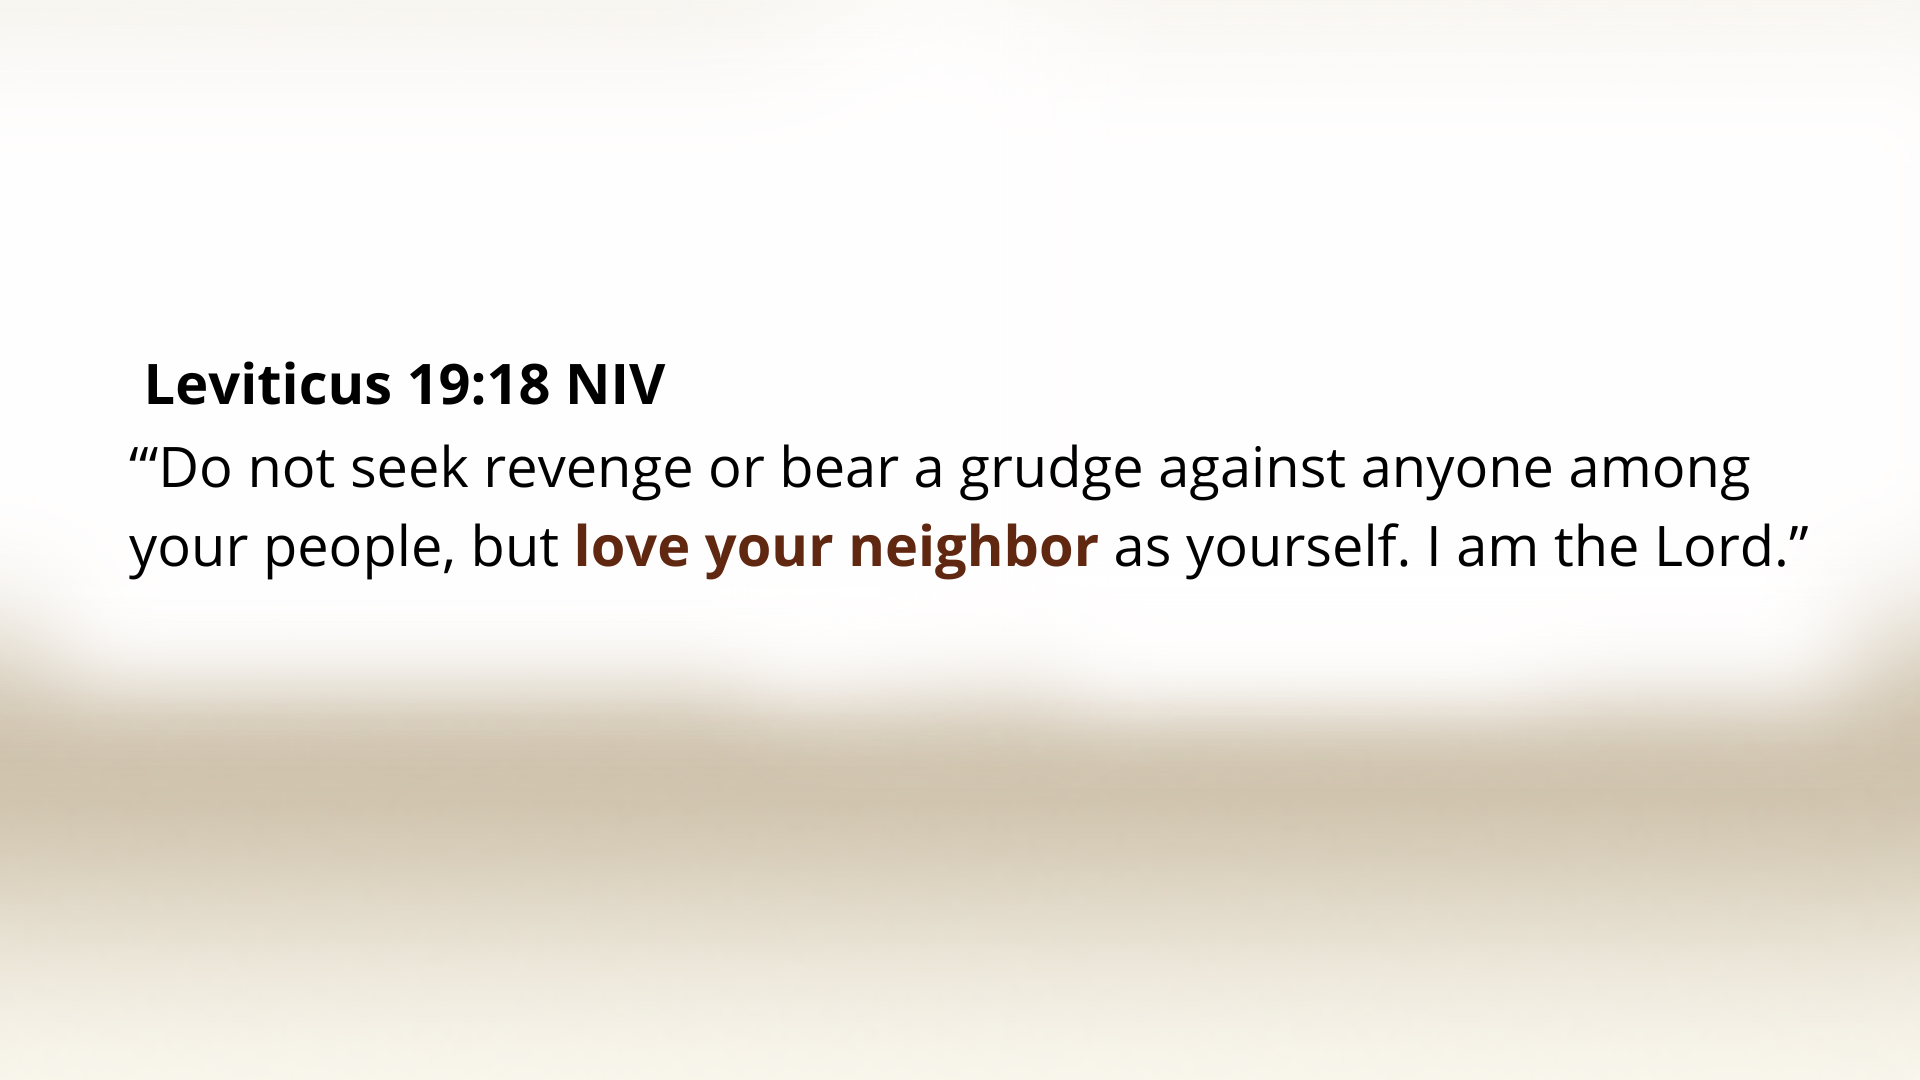 Leviticus 19:18 NIV
“‘Do not seek revenge or bear a grudge against anyone among
your people, but love your neighbor as yourself. I am the Lord.”